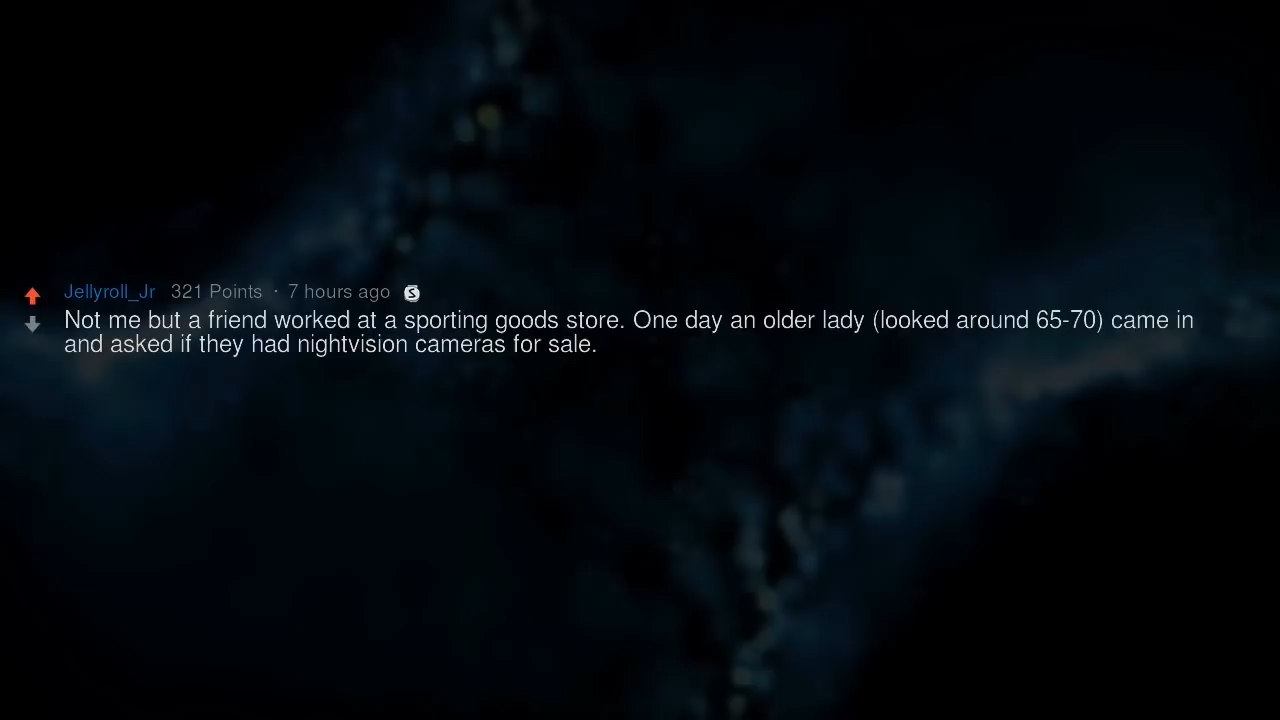 Jellyroll_Jr 321 Points · 7 hours ago S
Not me but a friend worked at a sporting goods store. One day an older lady (looked around 65-70) came in
and asked if they had nightvision cameras for sale.